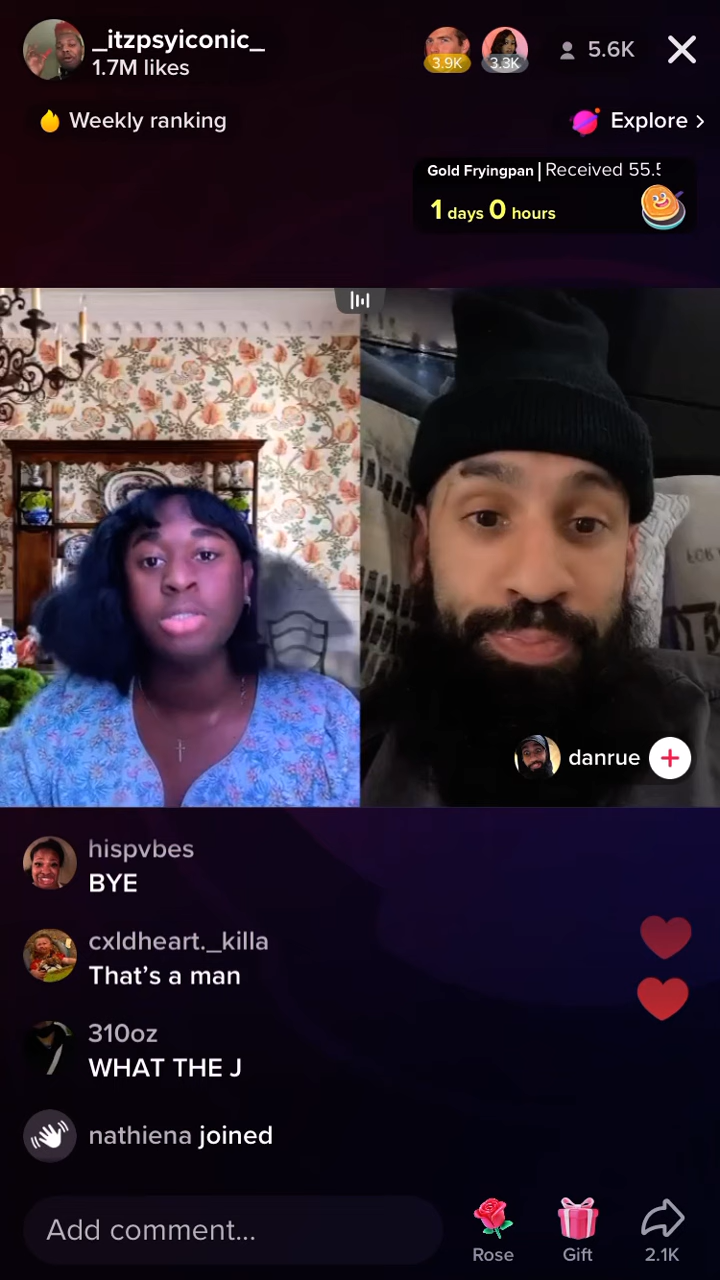 _itzpsyiconic_
1.7M likes
3.9K
3.3K
5.6K
Weekly ranking
Explore
Gold Fryingpan | Received 55.5
1 days 0 hours
danrue
hispvbes
BYE
cxldheart._killa
That’s a man
310oz
WHAT THE J
nathiena joined
Add comment...
Rose
Gift
2.1K